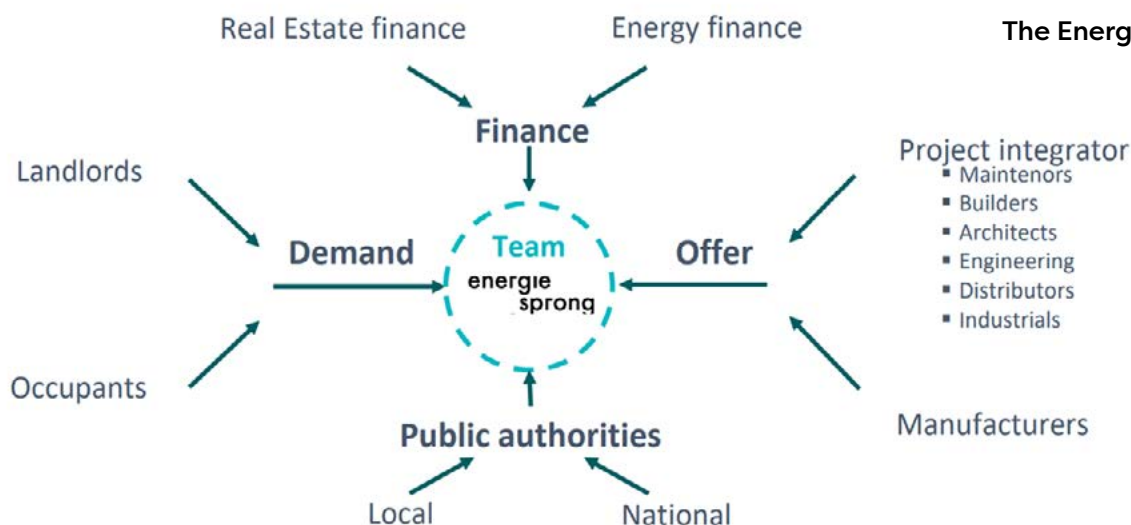 Real Estate finance
Energy finance
The Energ
Finance
Landlords
Project integrator
▪ Maintenors
▪ Builders
▪ Architects
▪ Engineering
▪ Distributors
▪ Industrials
Demand
Team
energie
sprong
Offer
Occupants
Manufacturers
Public authorities
Local
National